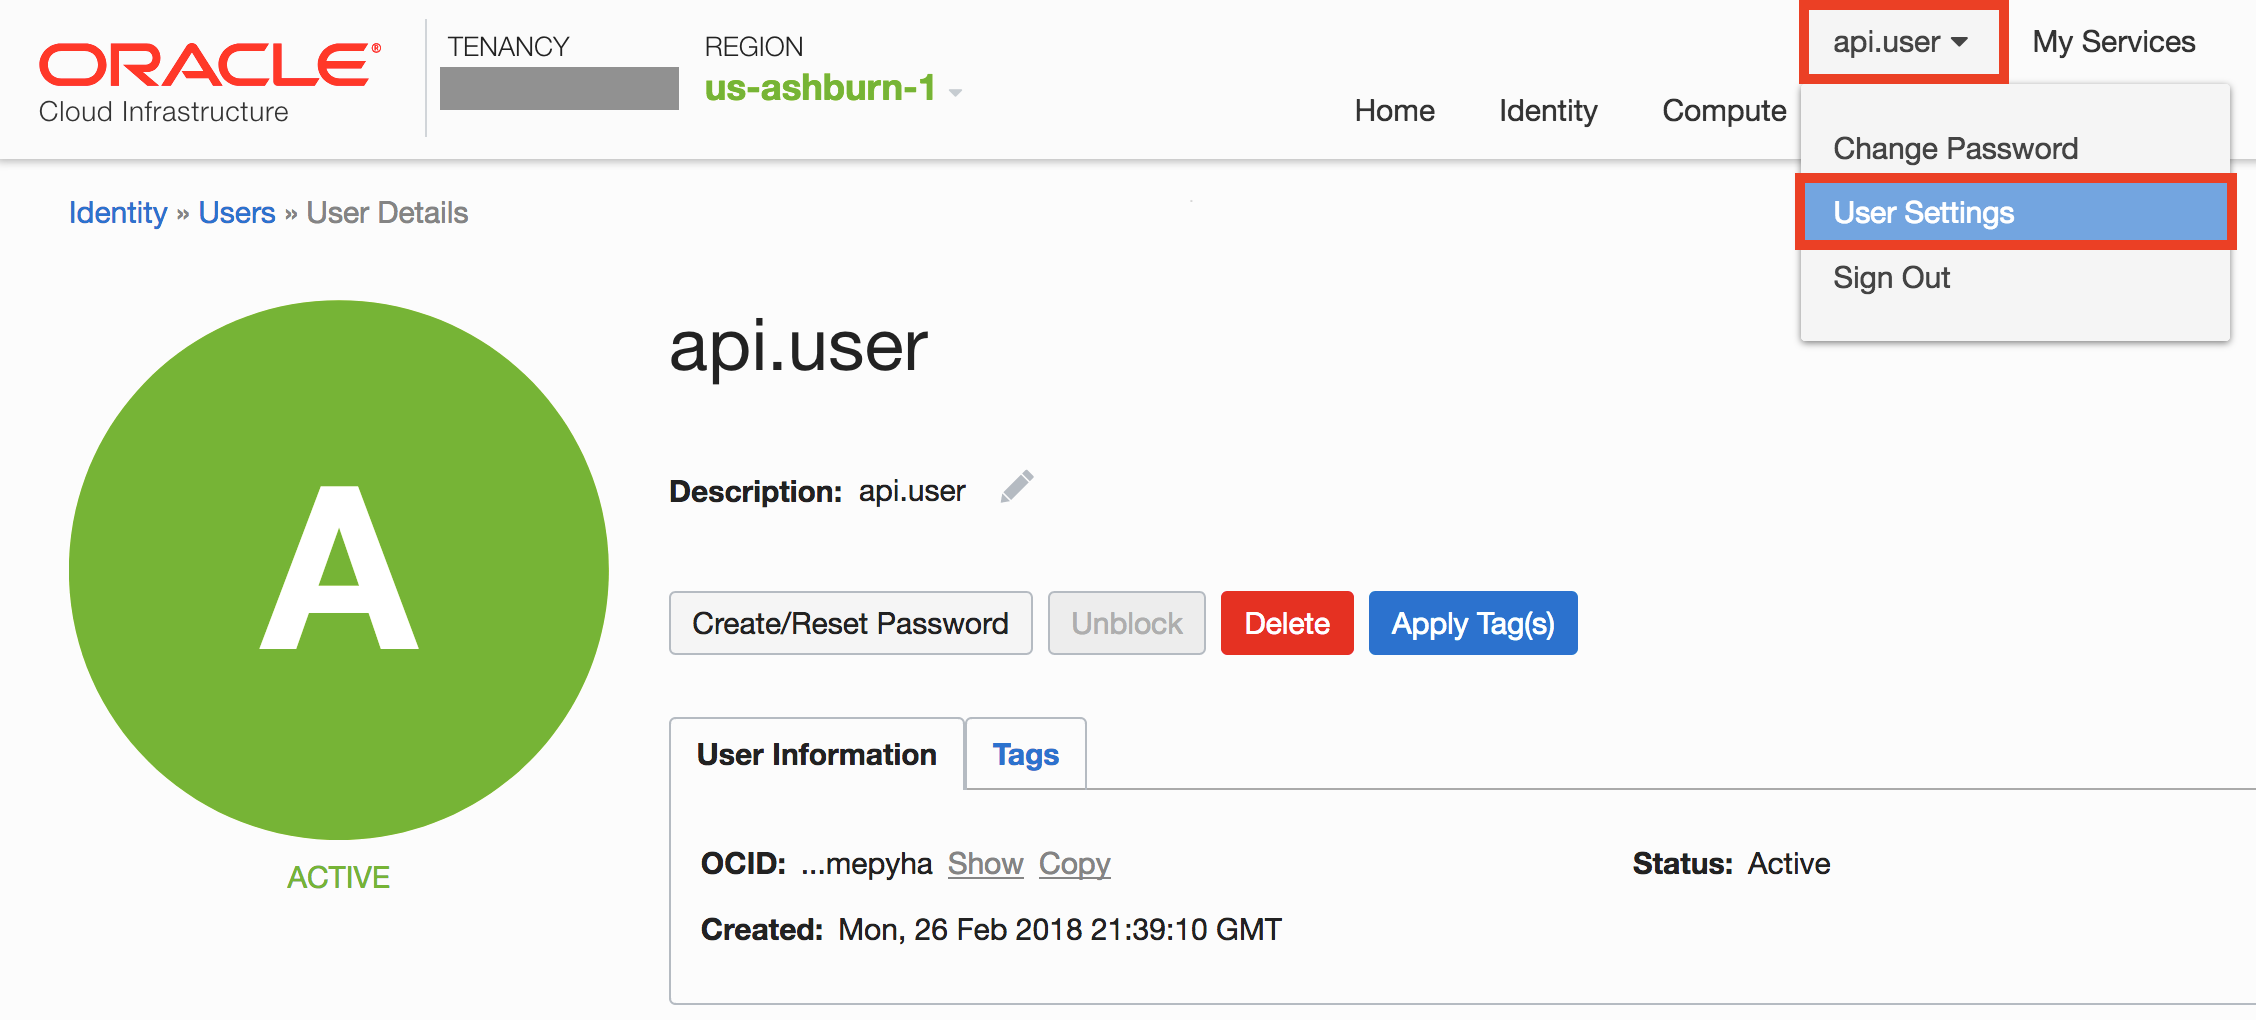 ORACLE®
Cloud Infrastructure
TENANCY
REGION
us-ashburn-1
api.user
My Services
Home Identity Compute
Change Password
User Settings
Sign Out
Identity » Users » User Details
A
ACTIVE
api.user
Description: api.user
Create/Reset Password Unblock Delete Apply Tag(s)
User Information Tags
OCID: ...mepyha Show Copy Status: Active
Created: Mon, 26 Feb 2018 21:39:10 GMT